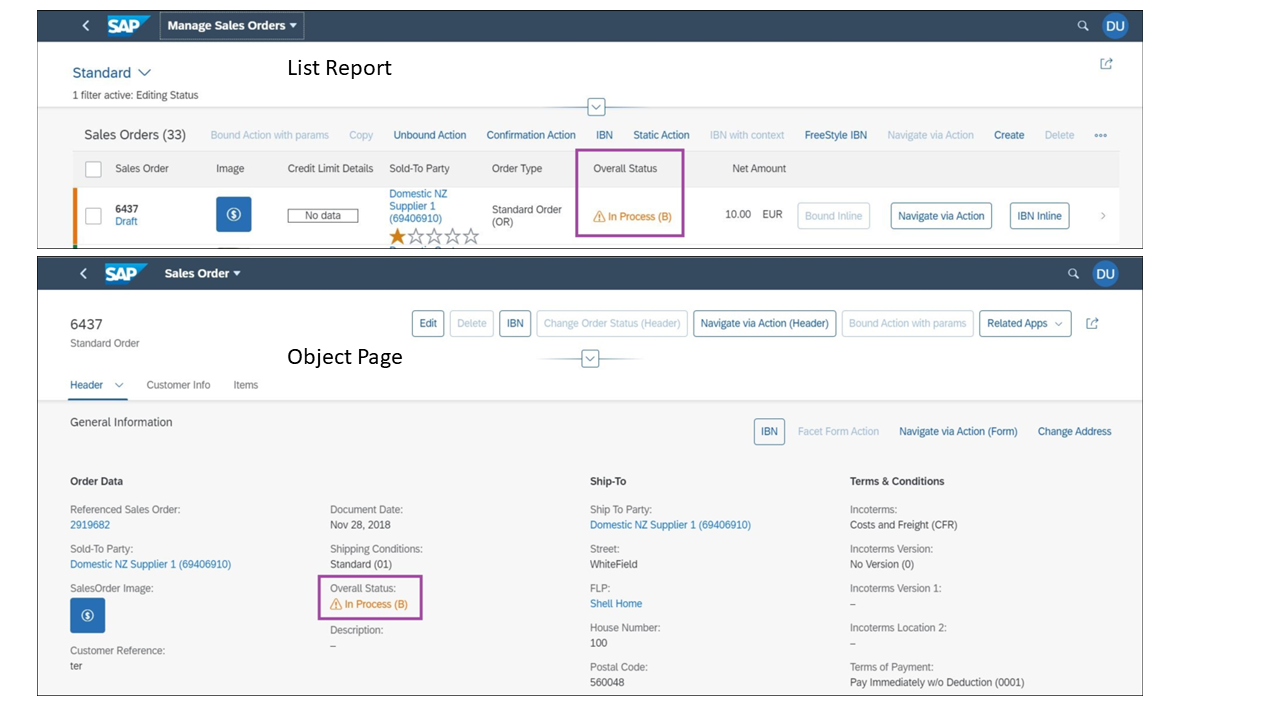 SAP Manage Sales Orders DU
Standard
List Report
1 filter active: Editing Status
Sales Orders (33) Bound Action with params Copy Unbound Action Confirmation Action IBN Static Action IBN with context FreeStyle IBN Navigate via Action Create Delete
Sales Order Image Credit Limit Details Sold-To Party Order Type Overall Status Net Amount
6437
Draft
No data
Domestic NZ
Supplier 1
(69406910)
Standard Order
(OR)
In Process (B)
10.00 EUR
Bound Inline
Navigate via Action
IBN Inline
SAP Sales Order DU
6437
Standard Order
Edit Delete IBN Change Order Status (Header) Navigate via Action (Header) Bound Action with params Related Apps
Object Page
Header Customer Info Items
General Information
IBN Facet Form Action Navigate via Action (Form) Change Address
Order Data
Referenced Sales Order:
2919682
Sold-To Party:
Domestic NZ Supplier 1 (69406910)
SalesOrder Image:
Customer Reference:
ter
Document Date:
Nov 28, 2018
Shipping Conditions:
Standard (01)
Overall Status:
In Process (B)
Description:
–
Ship-To
Ship To Party:
Domestic NZ Supplier 1 (69406910)
Street:
WhiteField
FLP:
Shell Home
House Number:
100
Postal Code:
560048
Terms & Conditions
Incoterms:
Costs and Freight (CFR)
Incoterms Version:
No Version (0)
Incoterms Version 1:
–
Incoterms Location 2:
–
Terms of Payment:
Pay Immediately w/o Deduction (0001)